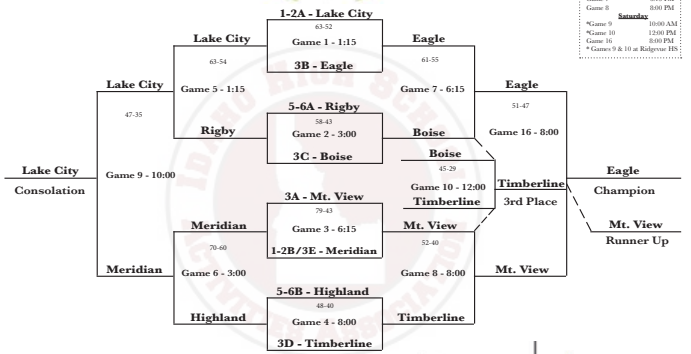 Game 8 8:00 PM
Saturday
*Game 9 10:00 AM
*Game 10 12:00 PM
Game 16 8:00 PM
* Games 9 & 10 at Ridgevue HS
1-2A - Lake City
63-52
Lake City
Game 1 - 1:15
Eagle
63-54
3B - Eagle
61-55
Lake City
Game 5 - 1:15
Game 7 - 6:15
Eagle
47-35
5-6A - Rigby
51-47
58-43
Rigby
Game 2 - 3:00
Boise
Game 16 - 8:00
3C - Boise
Boise
45-29
Lake City
Game 9 - 10:00
Game 10 - 12:00
Timberline
Eagle
Consolation
3A - Mt. View
Timberline
3rd Place
Champion
79-43
Meridian
Game 3 - 6:15
Mt. View
Mt. View
70-60
1-2B/3E - Meridian
52-40
Runner Up
Meridian
Game 6 - 3:00
Game 8 - 8:00
Mt. View
5-6B - Highland
48-40
Highland
Game 4 - 8:00
Timberline
3D - Timberline
IDAHO HIGH SCHOOL
ACTIVITIES ASSOCIATION